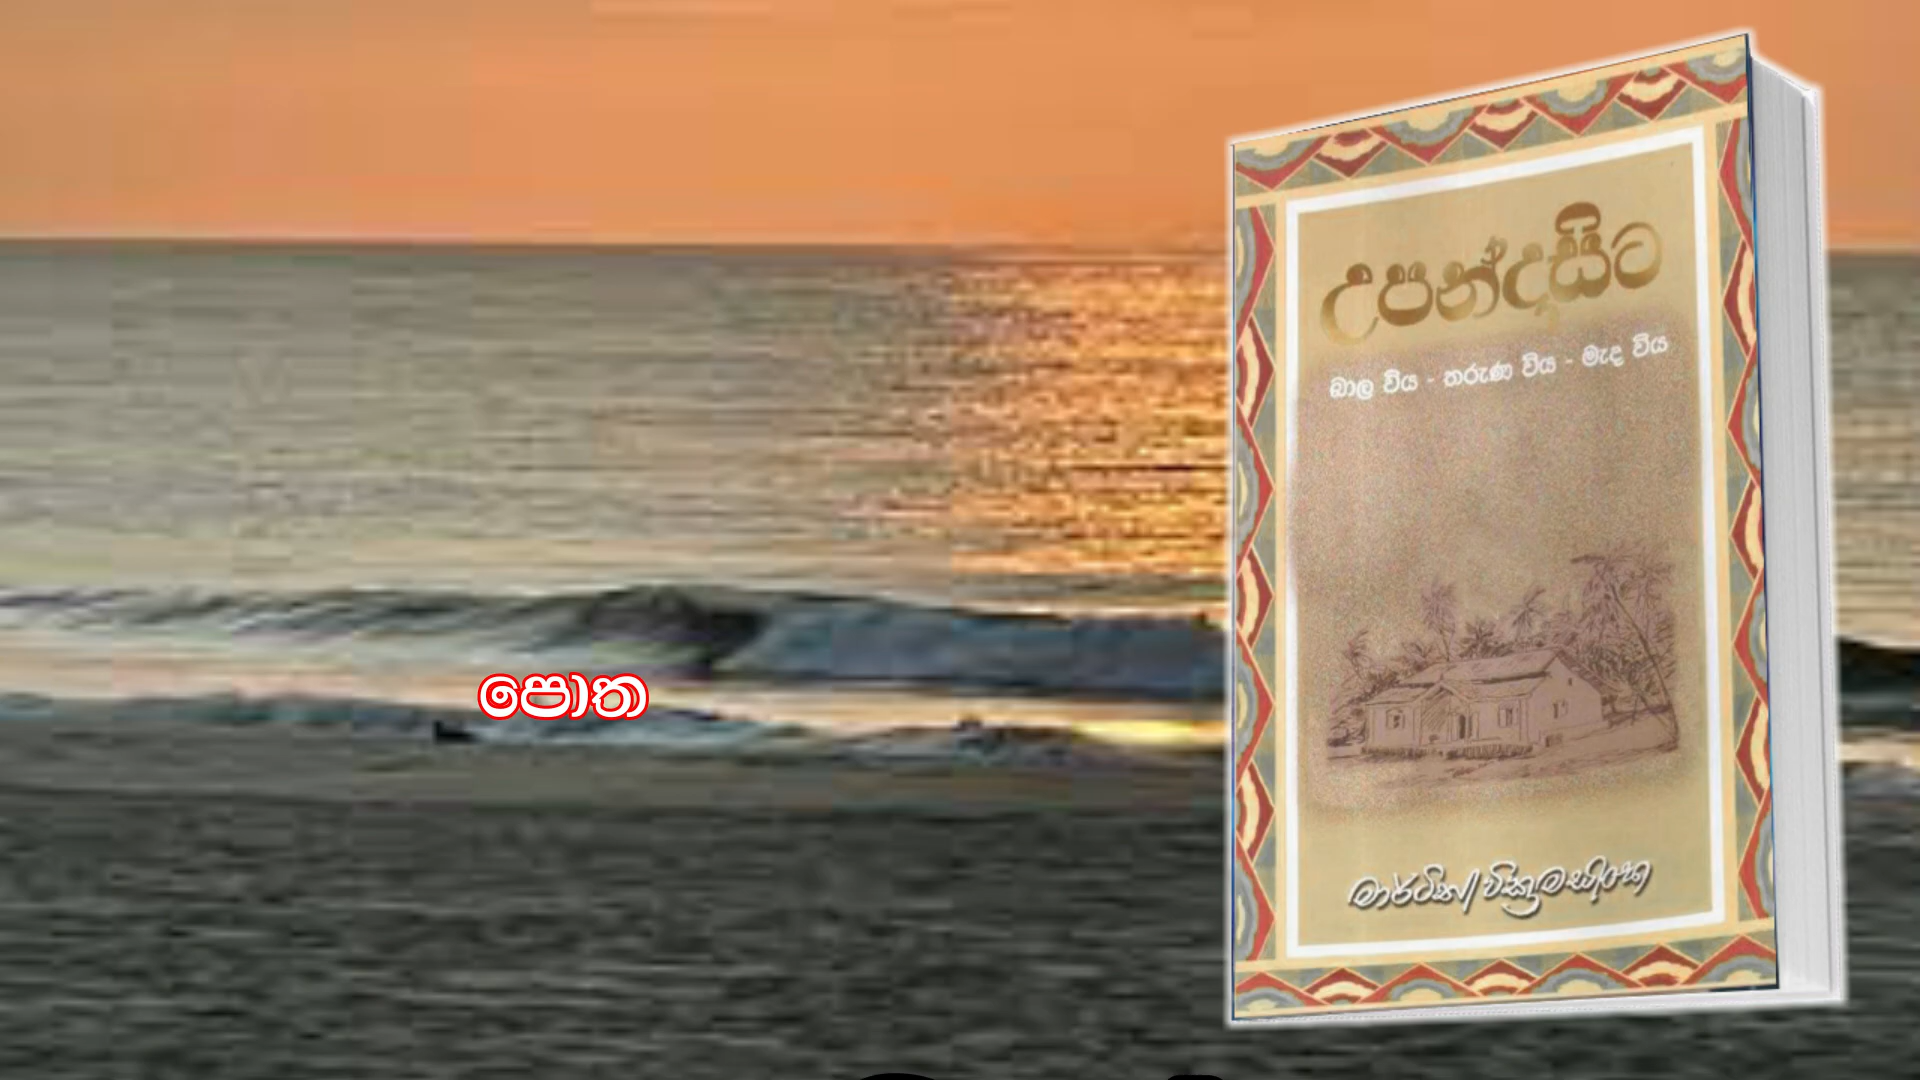 පොත
උපන්දාසිට
බාල විය - තරුණ විය - මැද විය
මාර්ටින් වික්‍රමසිංහ